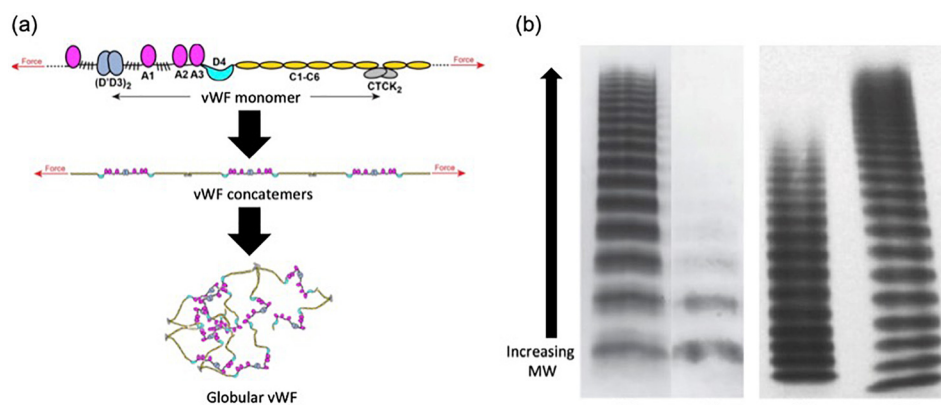 (a)
(b)
Force
Force
D4
A1
A2 A3
(D'D3)₂
C1-C6
CTCK₂
vWF monomer
Force
Force
vWF concatemers
Globular vWF
Increasing
MW